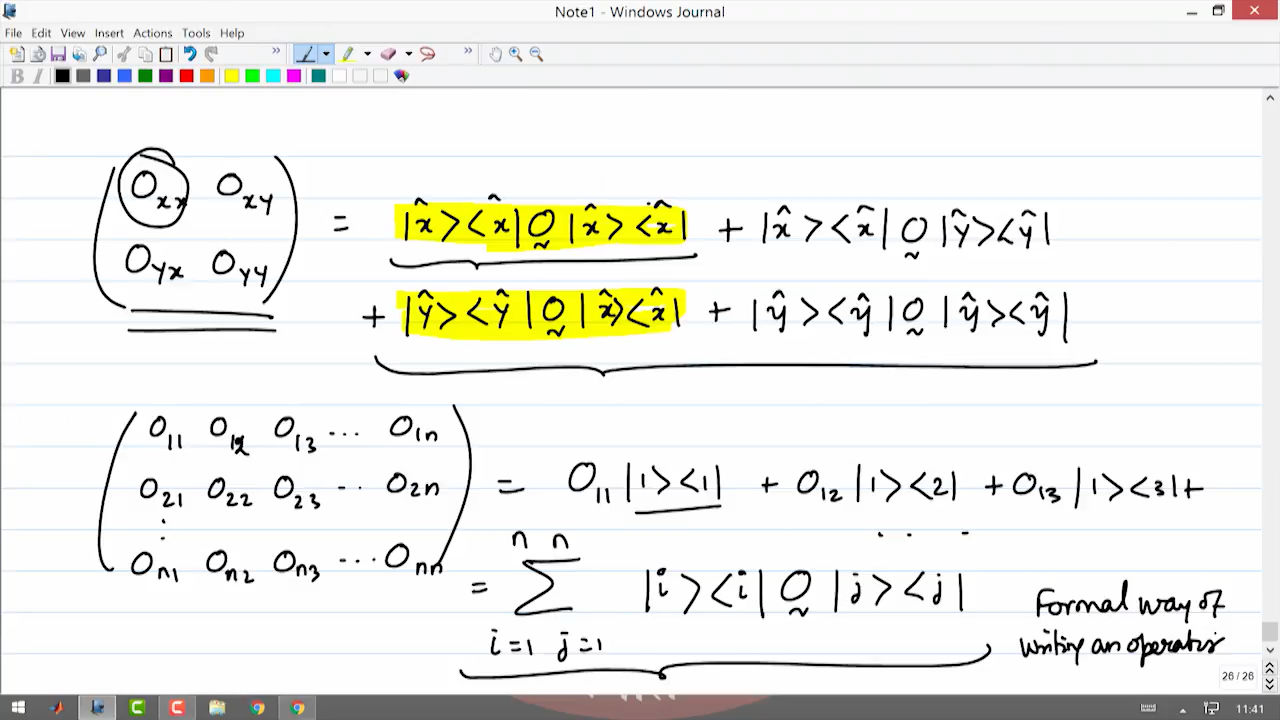 Note1 - Windows Journal
File Edit View Insert Actions Tools Help
B I
O_xx O_xy
O_yx O_yy
= |x̂><x̂|O̰|x̂><x̂| + |x̂><x̂|O̰|ŷ><ŷ|
+ |ŷ><ŷ|O̰|x̂><x̂| + |ŷ><ŷ|O̰|ŷ><ŷ|
O_11 O_12 O_13 ... O_1n
O_21 O_22 O_23 ... O_2n
⋮
O_n1 O_n2 O_n3 ... O_nn
= O_11 |1><1| + O_12 |1><2| + O_13 |1><3| +
. . .
= n n Σ i=1 j=1 |i><i|O̰|j><j|
Formal way of
writing an operator
26 / 26
11:41